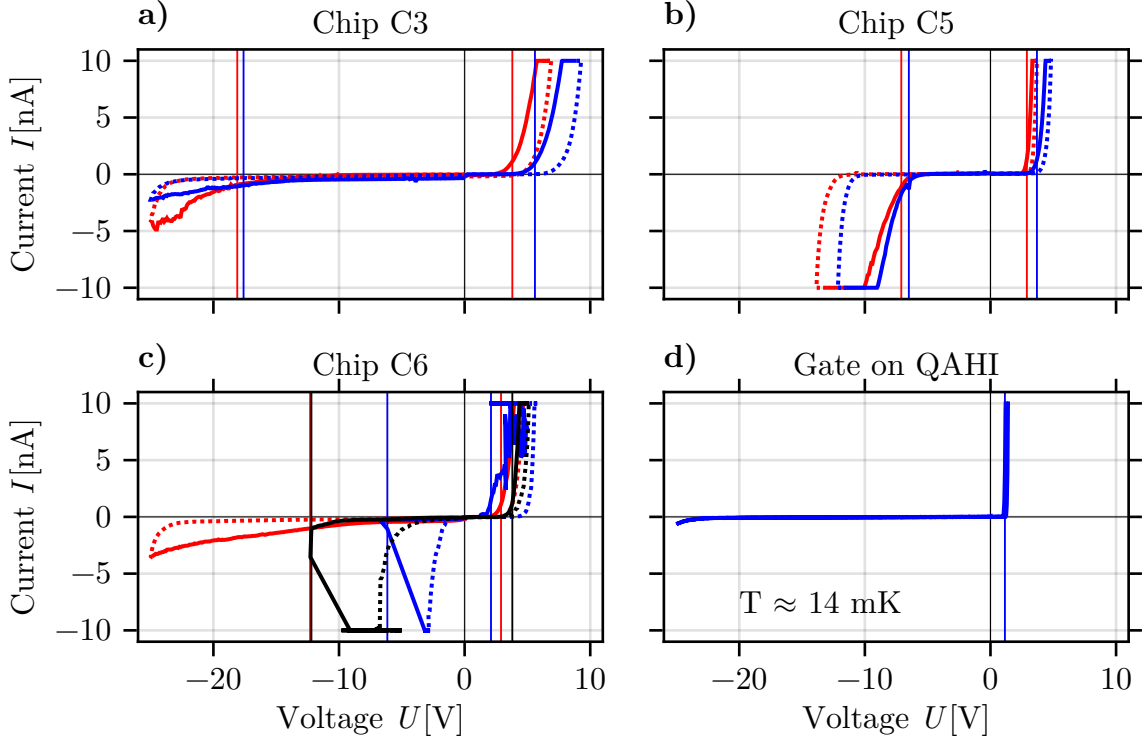 a) Chip C3
b) Chip C5
Current I[nA]
10
5
0
−5
−10
c) Chip C6
d) Gate on QAHI
Current I[nA]
10
5
0
−5
−10
T ≈ 14 mK
−20 −10 0 10
−20 −10 0 10
Voltage U[V]
Voltage U[V]